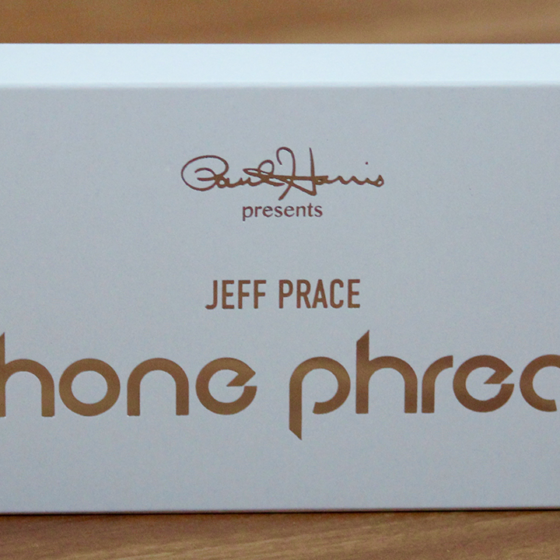 Paul Harris
presents
JEFF PRACE
hone phrea